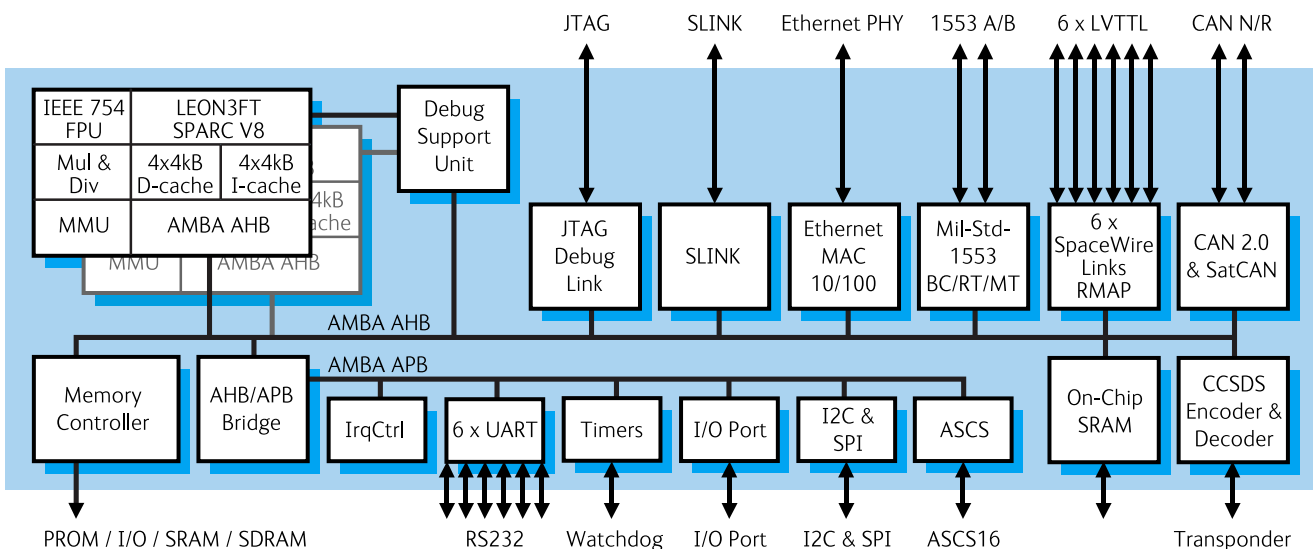 JTAG
SLINK
Ethernet PHY
1553 A/B
6 x LVTTL
CAN N/R
IEEE 754
FPU
LEON3FT
SPARC V8
Mul &
Div
4x4kB
D-cache
4x4kB
I-cache
MMU
AMBA AHB
MMU
AMBA AHB
Debug
Support
Unit
JTAG
Debug
Link
SLINK
Ethernet
MAC
10/100
Mil-Std-
1553
BC/RT/MT
6 x
SpaceWire
Links
RMAP
CAN 2.0
& SatCAN
AMBA AHB
AMBA APB
Memory
Controller
AHB/APB
Bridge
IrqCtrl
6 x UART
Timers
I/O Port
I2C &
SPI
ASCS
On-Chip
SRAM
CCSDS
Encoder &
Decoder
PROM / I/O / SRAM / SDRAM
RS232
Watchdog
I/O Port
I2C & SPI
ASCS16
Transponder